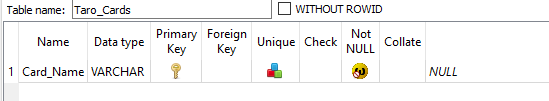 Table name: Taro_Cards WITHOUT ROWID
Name Data type Primary Key Foreign Key Unique Check Not NULL Collate
1 Card_Name VARCHAR NULL